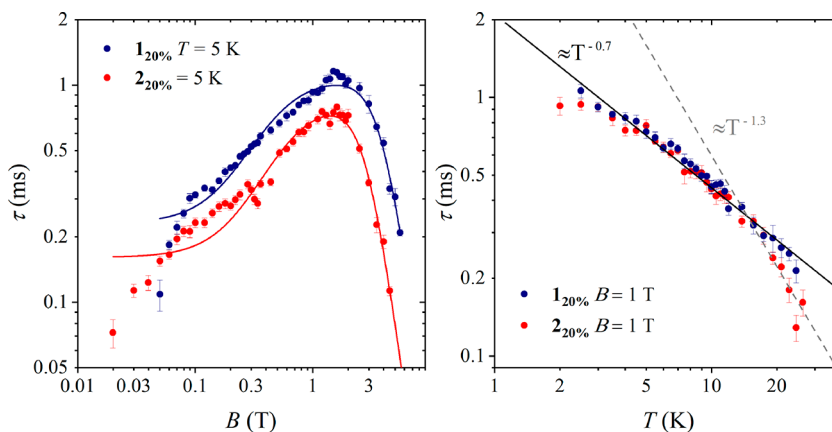 2
1
0.5
0.2
0.1
0.05
τ (ms)
0.01
0.03
0.1
0.3
1
3
B (T)
1₂₀% T = 5 K
2₂₀% = 5 K
2
1
0.5
0.2
0.1
τ (ms)
1
2
5
10
20
T (K)
≈T⁻⁰·⁷
≈T⁻¹·³
1₂₀% B = 1 T
2₂₀% B = 1 T